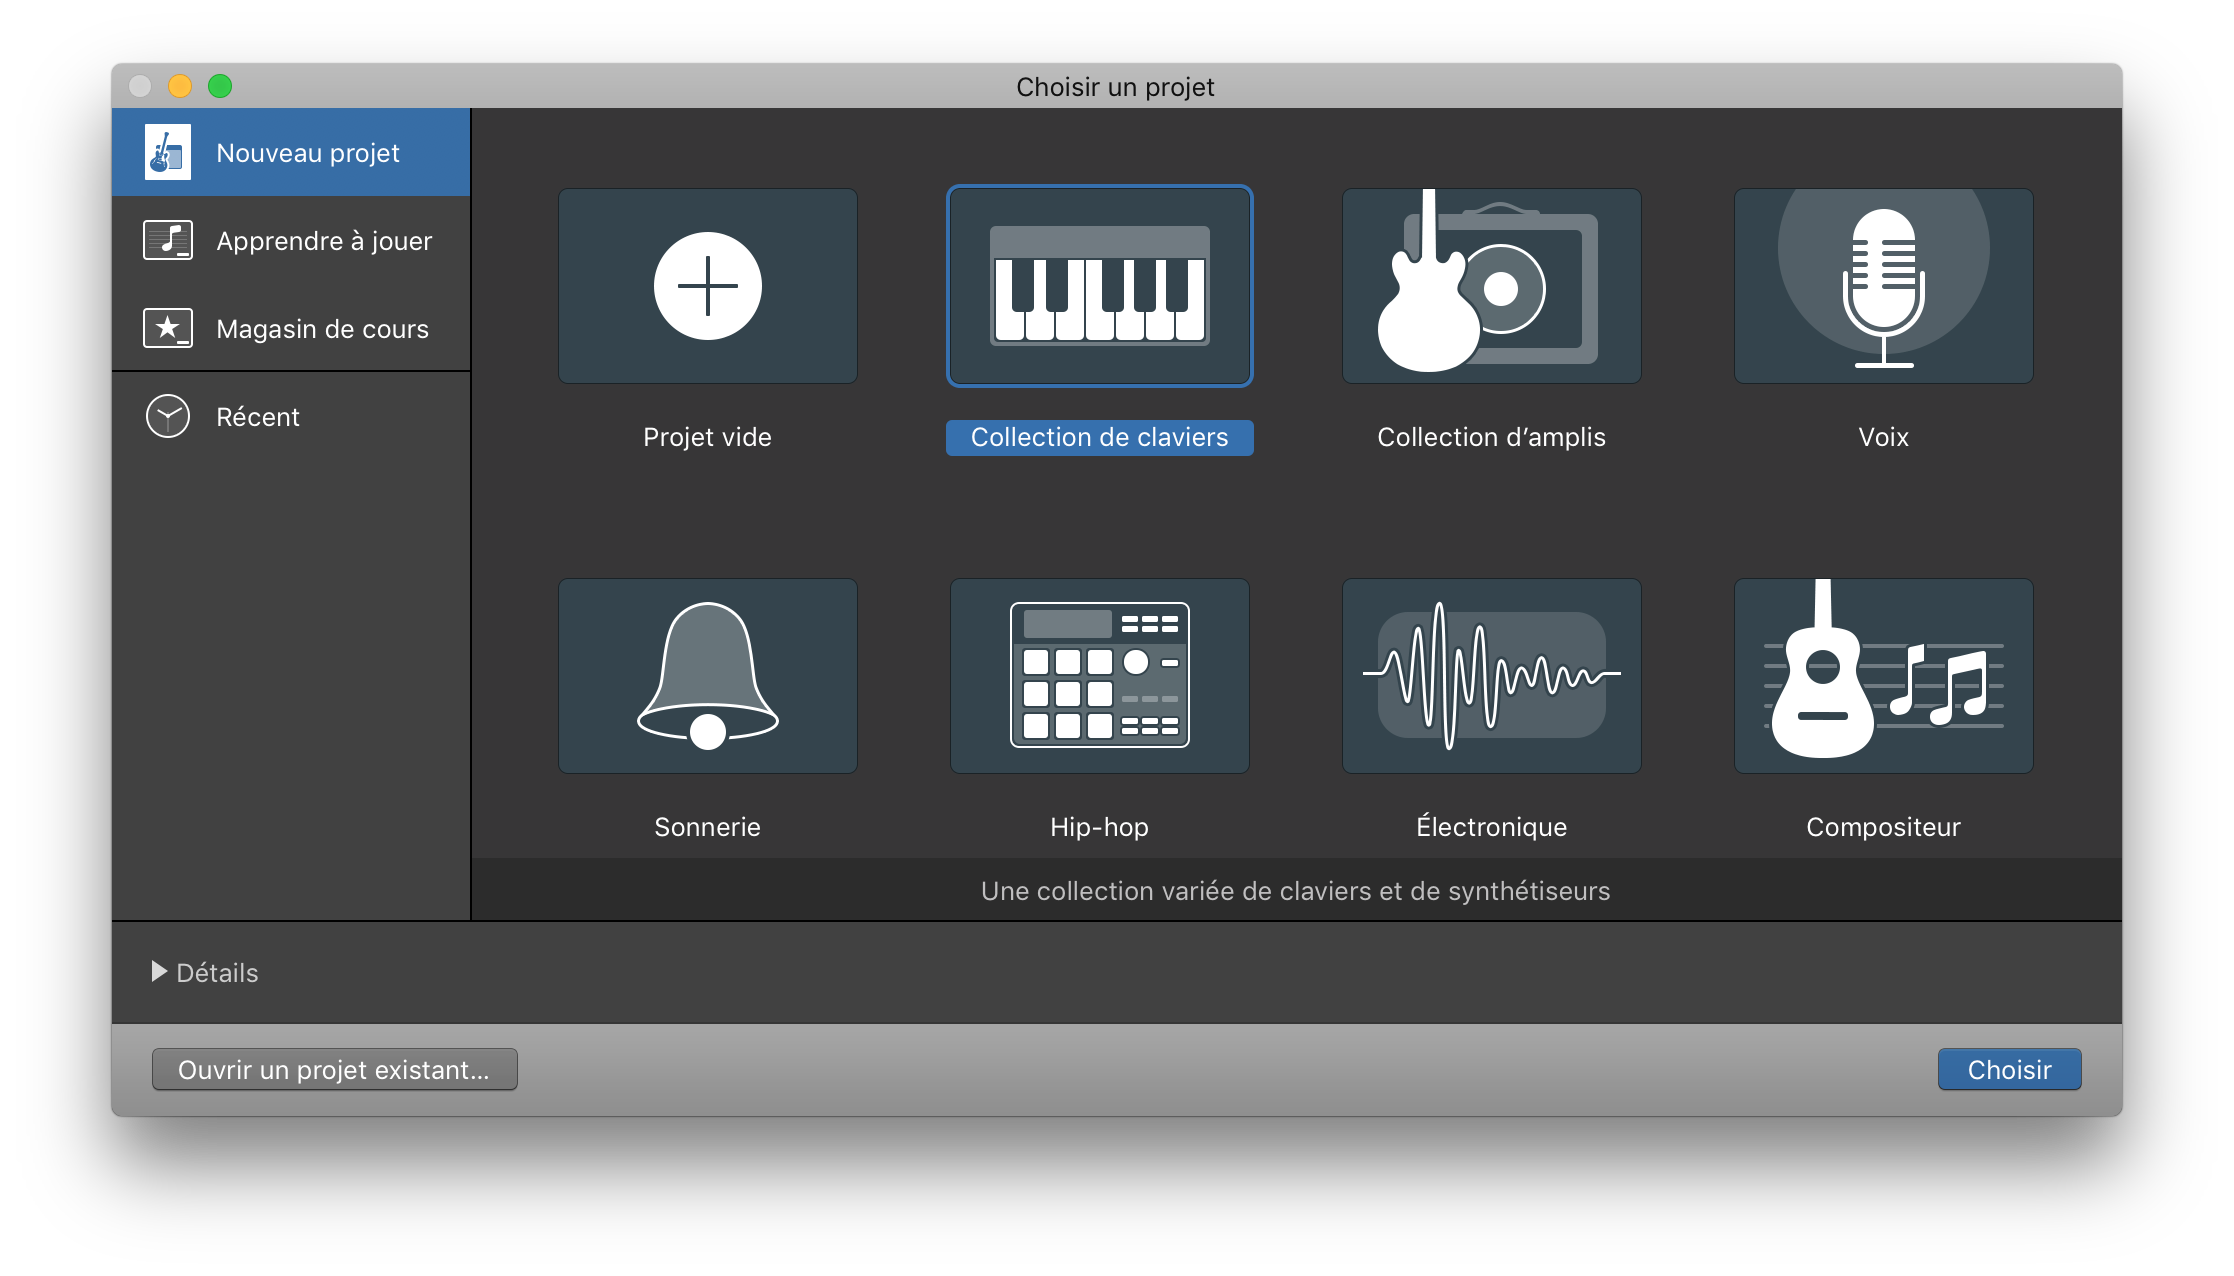 Choisir un projet
Nouveau projet
Apprendre à jouer
Magasin de cours
Récent
Projet vide
Collection de claviers
Collection d’amplis
Voix
Sonnerie
Hip-hop
Électronique
Compositeur
Une collection variée de claviers et de synthétiseurs
Détails
Ouvrir un projet existant...
Choisir